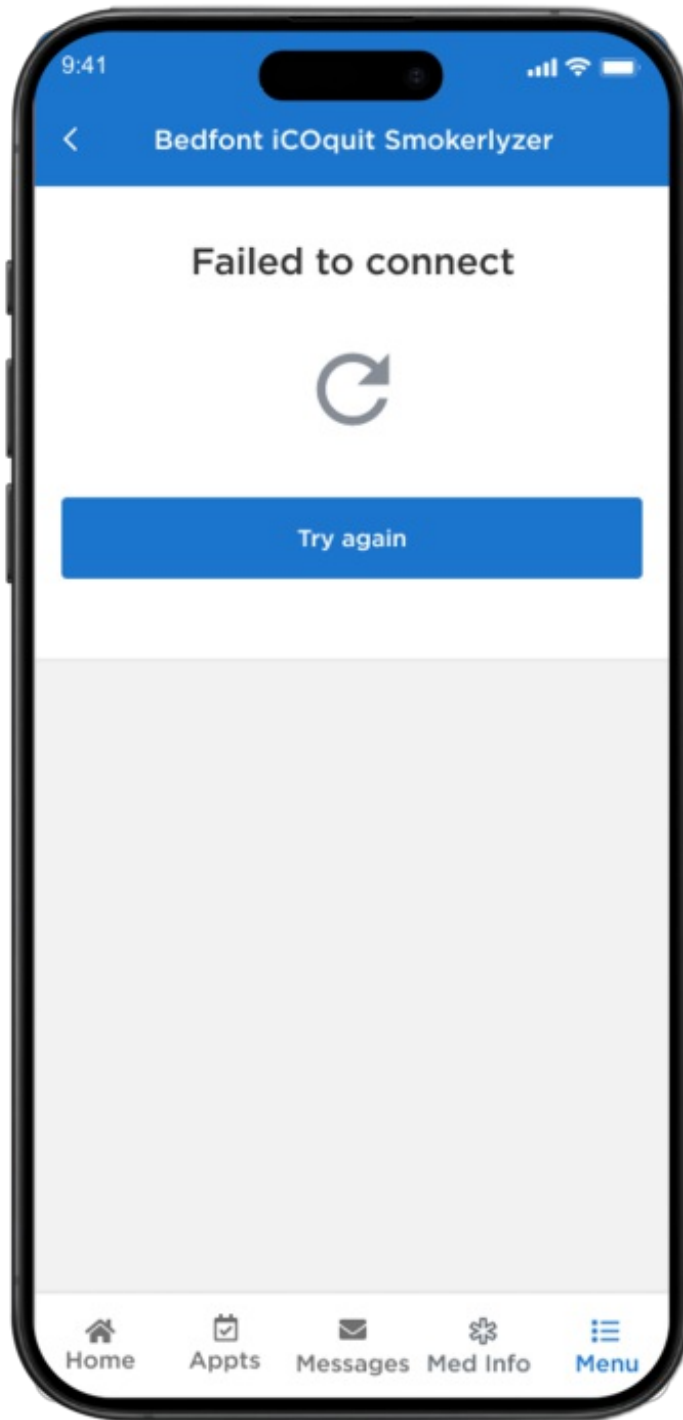 9:41
Bedfont iCOquit Smokerlyzer
Failed to connect
Try again
Home Appts Messages Med Info Menu